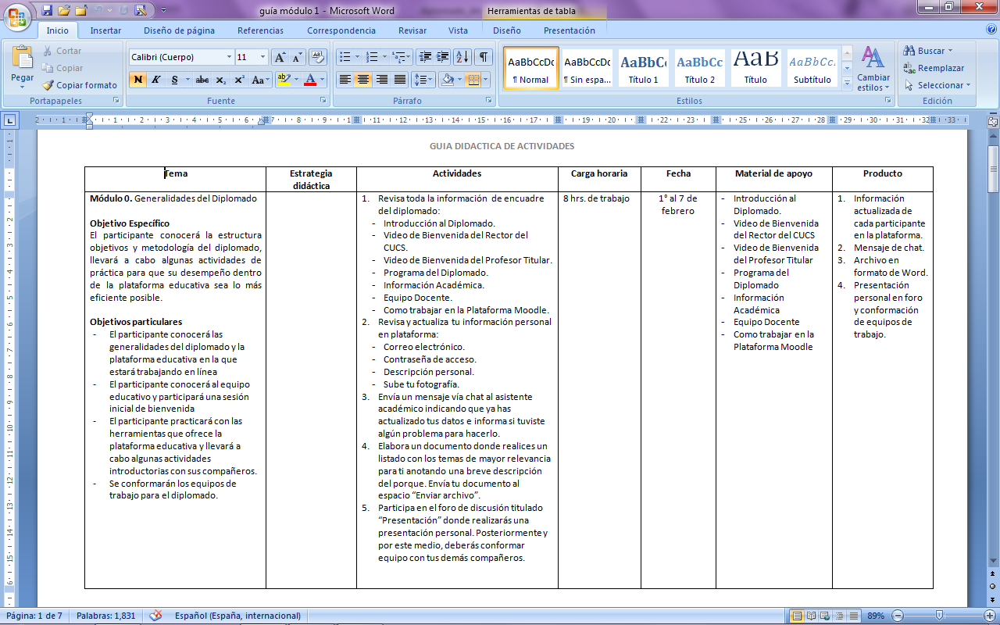 guía módulo 1 - Microsoft Word
Herramientas de tabla
Inicio
Insertar
Diseño de página
Referencias
Correspondencia
Revisar
Vista
Diseño
Presentación
Pegar
Cortar
Copiar
Copiar formato
Portapapeles
Calibri (Cuerpo)
11
N K S abc x₂ x² Aa
Fuente
Párrafo
AaBbCcDc
¶ Normal
AaBbCcDc
¶ Sin espa...
AaBbCc
Título 1
AaBbCc
Título 2
AaB
Título
AaBbCc.
Subtítulo
Cambiar
estilos
Estilos
Buscar
Reemplazar
Seleccionar
Edición
GUIA DIDACTICA DE ACTIVIDADES
Tema
Estrategia
didáctica
Actividades
Carga horaria
Fecha
Material de apoyo
Producto
Módulo 0. Generalidades del Diplomado
Objetivo Específico
El participante conocerá la estructura
objetivos y metodología del diplomado,
llevará a cabo algunas actividades de
práctica para que su desempeño dentro
de la plataforma educativa sea lo más
eficiente posible.
Objetivos particulares
- El participante conocerá las
generalidades del diplomado y la
plataforma educativa en la que
estará trabajando en línea
- El participante conocerá al equipo
educativo y participará una sesión
inicial de bienvenida
- El participante practicará con las
herramientas que ofrece la
plataforma educativa y llevará a
cabo algunas actividades
introductorias con sus compañeros.
- Se conformarán los equipos de
trabajo para el diplomado.
1. Revisa toda la información de encuadre
del diplomado:
- Introducción al Diplomado.
- Video de Bienvenida del Rector del
CUCS.
- Video de Bienvenida del Profesor Titular.
- Programa del Diplomado.
- Información Académica.
- Equipo Docente.
- Como trabajar en la Plataforma Moodle.
2. Revisa y actualiza tu información personal
en plataforma:
- Correo electrónico.
- Contraseña de acceso.
- Descripción personal.
- Sube tu fotografía.
3. Envía un mensaje vía chat al asistente
académico indicando que ya has
actualizado tus datos e informa si tuviste
algún problema para hacerlo.
4. Elabora un documento donde realices un
listado con los temas de mayor relevancia
para ti anotando una breve descripción
del porque. Envía tu documento al
espacio “Enviar archivo”.
5. Participa en el foro de discusión titulado
“Presentación” donde realizarás una
presentación personal. Posteriormente y
por este medio, deberás conformar
equipo con tus demás compañeros.
8 hrs. de trabajo
1° al 7 de
febrero
- Introducción al
Diplomado.
- Video de Bienvenida
del Rector del CUCS
- Video de Bienvenida
del Profesor Titular
- Programa del
Diplomado
- Información
Académica
- Equipo Docente
- Como trabajar en la
Plataforma Moodle
1. Información
actualizada de
cada participante
en la plataforma.
2. Mensaje de chat.
3. Archivo en
formato de Word.
4. Presentación
personal en foro
y conformación
de equipos de
trabajo.
Página: 1 de 7
Palabras: 1,831
Español (España, internacional)
89%